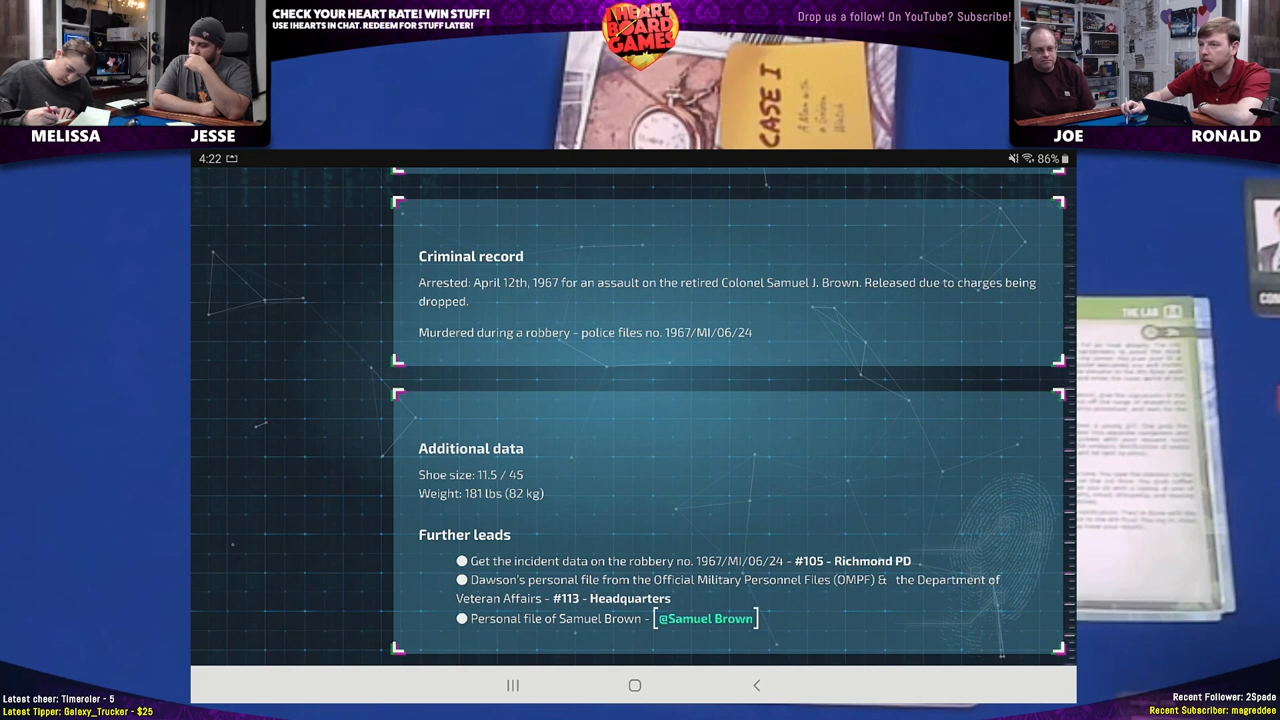 CHECK YOUR HEART RATE! WIN STUFF!
USE !HEARTS IN CHAT. REDEEM FOR STUFF LATER!
I HEART
BOARD
GAMES
Drop us a follow! On YouTube? Subscribe!
MELISSA
JESSE
JOE
RONALD
CASE I
4:22
86%
Criminal record
Arrested: April 12th, 1967 for an assault on the retired Colonel Samuel J. Brown. Released due to charges being
dropped.
Murdered during a robbery - police files no. 1967/MI/06/24
THE LAB
Additional data
Shoe size: 11.5 / 45
Weight: 181 lbs (82 kg)
Further leads
● Get the incident data on the robbery no. 1967/MI/06/24 - #105 - Richmond PD
● Dawson's personal file from the Official Military Personnel Files (OMPF) & the Department of
Veteran Affairs - #113 - Headquarters
● Personal file of Samuel Brown - [@Samuel Brown]
Latest cheer: Timeroler - 5
Latest Tipper: Galaxy_Trucker - $25
Recent Follower: 2Spede
Recent Subscriber: magreddee